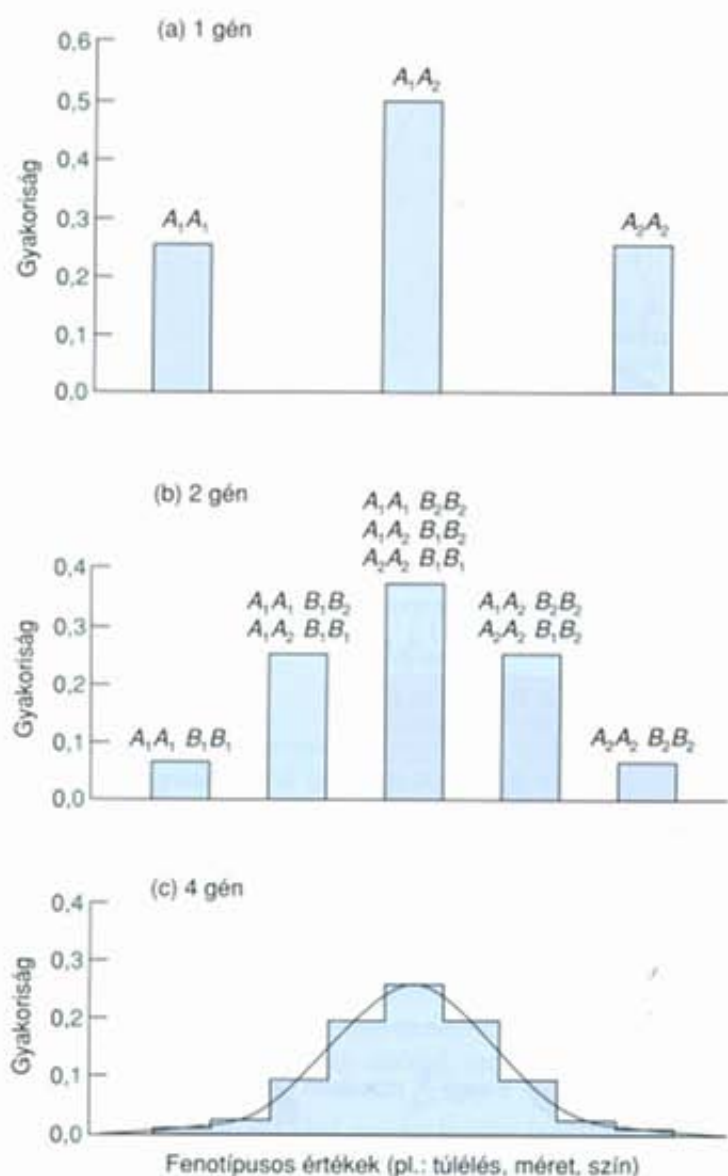 (a) 1 gén
0,6
0,5
0,4
0,3
0,2
0,1
0,0
Gyakoriság
A₁A₁
A₁A₂
A₂A₂
(b) 2 gén
0,4
0,3
0,2
0,1
0,0
Gyakoriság
A₁A₁ B₁B₁
A₁A₁ B₁B₂
A₁A₂ B₁B₁
A₁A₁ B₂B₂
A₁A₂ B₁B₂
A₂A₂ B₁B₁
A₁A₂ B₂B₂
A₂A₂ B₁B₂
A₂A₂ B₂B₂
(c) 4 gén
0,4
0,3
0,2
0,1
0,0
Gyakoriság
Fenotípusos értékek (pl.: túlélés, méret, szín)